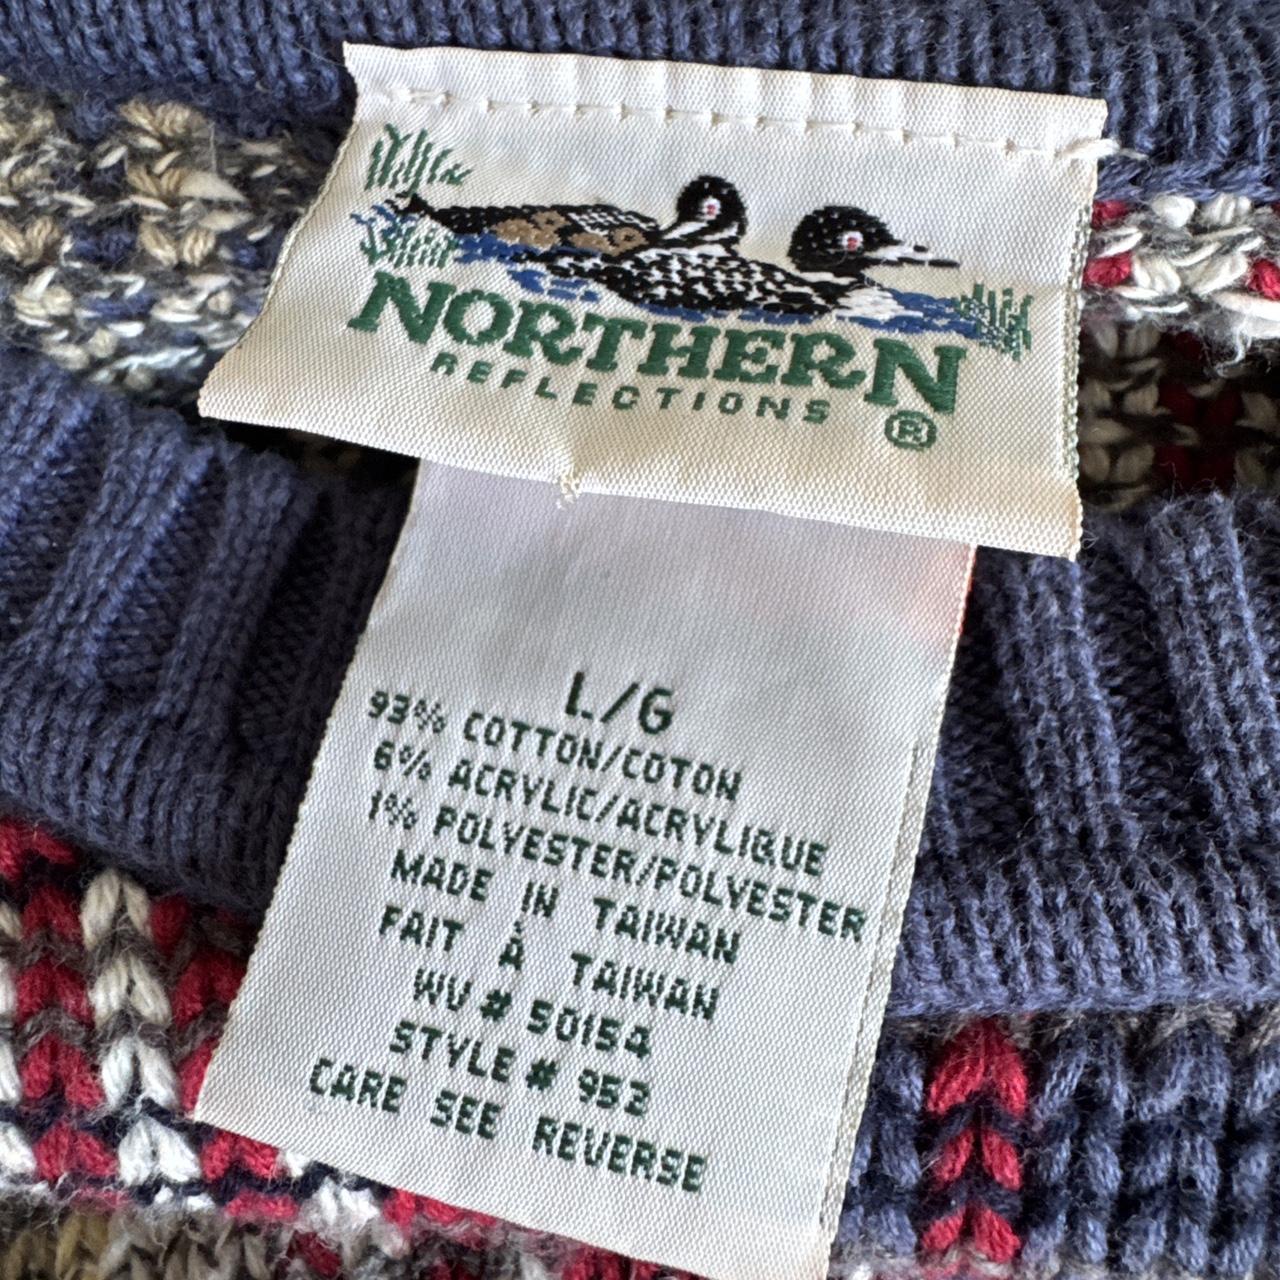 NORTHERN
REFLECTIONS
®
L/G
93% COTTON/COTON
6% ACRYLIC/ACRYLIQUE
1% POLYESTER/POLYESTER
MADE IN TAIWAN
FAIT À TAIWAN
WV # 50154
STYLE # 952
CARE SEE REVERSE